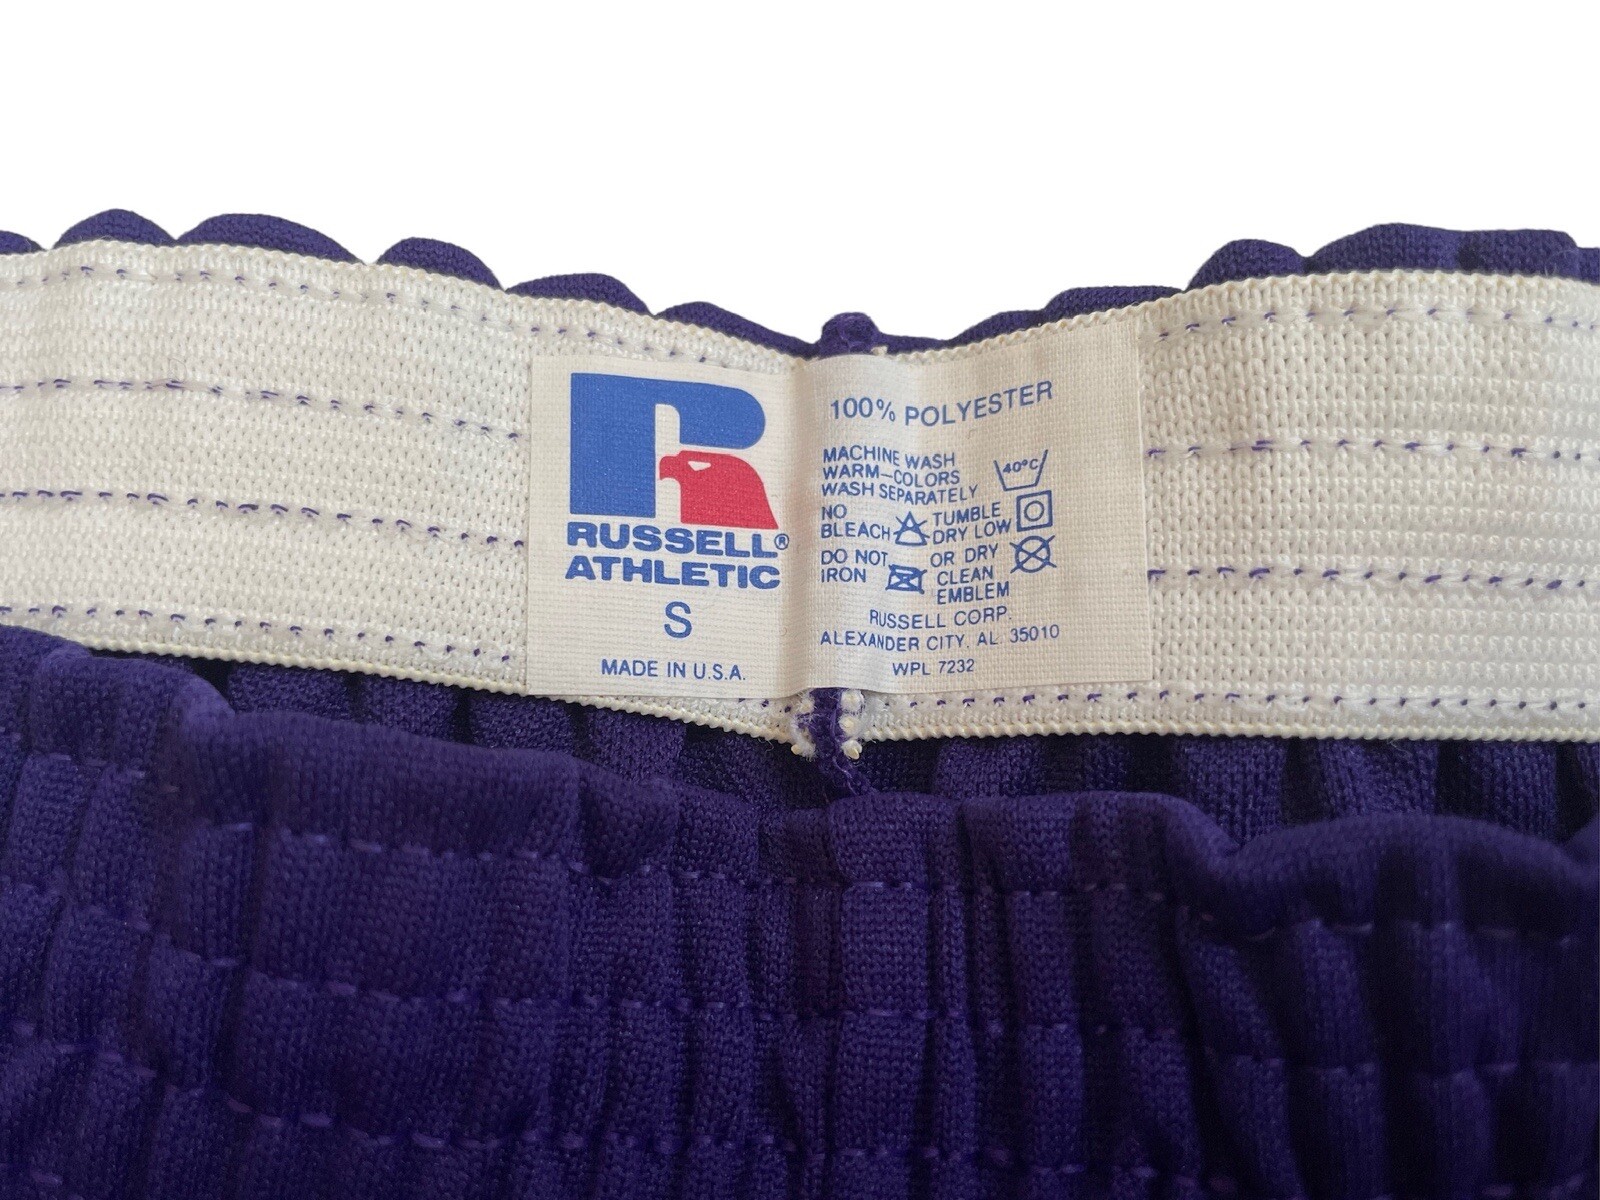 RUSSELL®
ATHLETIC
S
MADE IN U.S.A.
100% POLYESTER
MACHINE WASH
WARM—COLORS
WASH SEPARATELY
40°C
NO
BLEACH
TUMBLE
DRY LOW
DO NOT
IRON
OR DRY
CLEAN
EMBLEM
RUSSELL CORP.
ALEXANDER CITY, AL 35010
WPL 7232